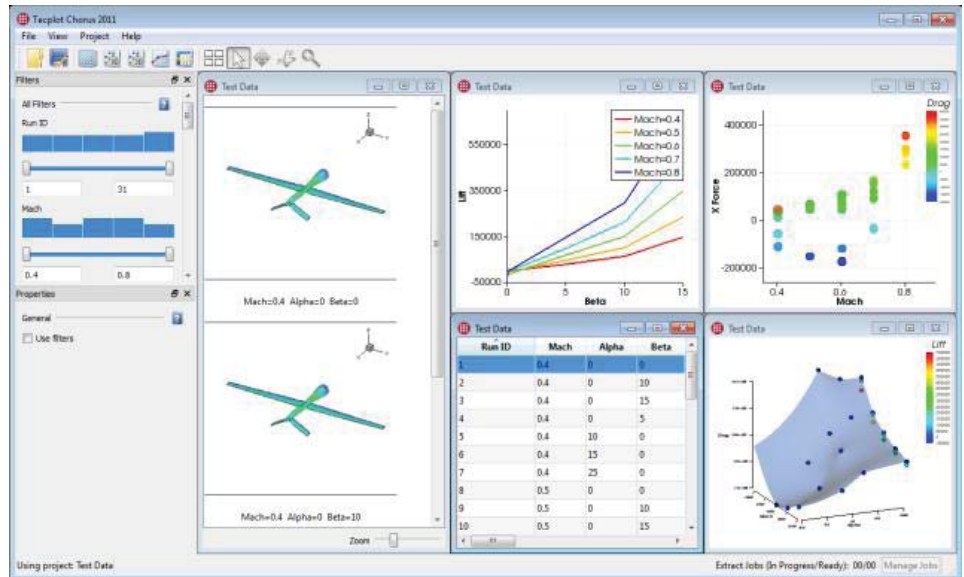 Tecplot Chorus 2011
File View Project Help
Filters
All Filters
Run ID
1 31
Mach
0.4 0.8
Properties
General
Use filters
Test Data
Mach=0.4 Alpha=0 Beta=0
Mach=0.4 Alpha=0 Beta=10
Zoom
Test Data
Lift
550000
350000
150000
-50000
0 5 10 15
Beta
Mach=0.4
Mach=0.5
Mach=0.6
Mach=0.7
Mach=0.8
Test Data
Drag
X Force
400000
200000
0
-200000
0.4 0.6 0.8
Mach
Test Data
Run ID Mach Alpha Beta
1 0.4 0 0
2 0.4 0 10
3 0.4 0 15
4 0.4 0 5
5 0.4 10 0
6 0.4 15 0
7 0.4 25 0
8 0.5 0 0
9 0.5 0 10
10 0.5 0 15
Test Data
Lift
Using project: Test Data
Extract Jobs (In Progress/Ready): 00/00 Manage Jobs